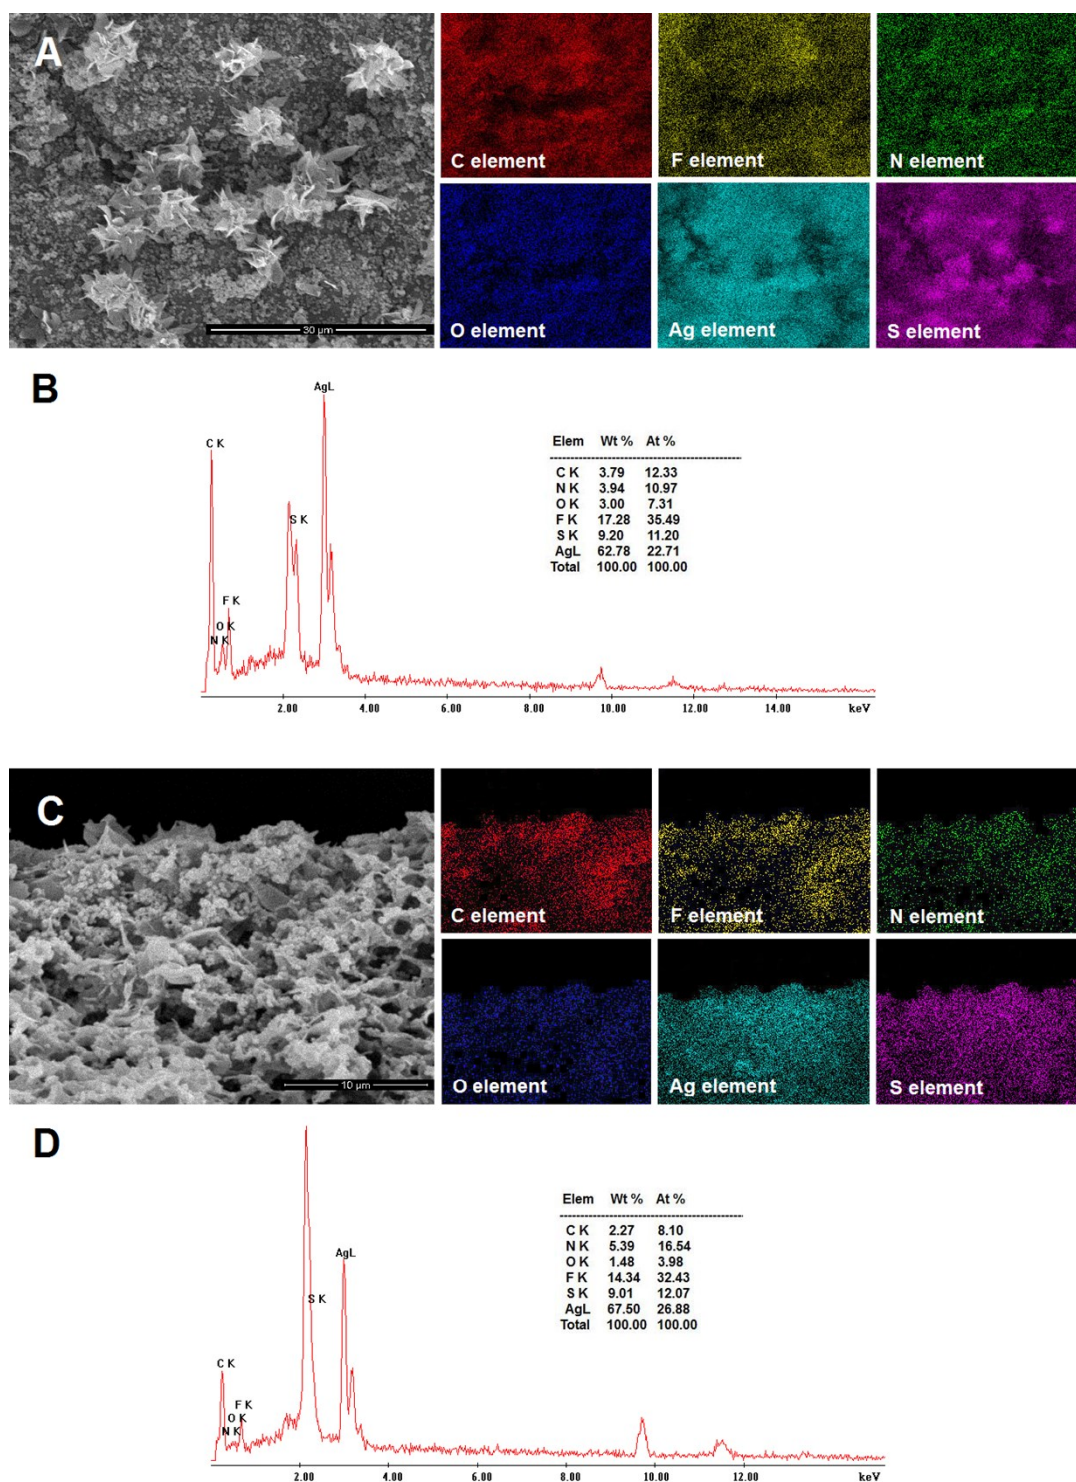 A
30 µm
C element
F element
N element
O element
Ag element
S element
B
AgL
C K
S K
F K
O K
N K
Elem Wt % At %
C K 3.79 12.33
N K 3.94 10.97
O K 3.00 7.31
F K 17.28 35.49
S K 9.20 11.20
AgL 62.78 22.71
Total 100.00 100.00
2.00 4.00 6.00 8.00 10.00 12.00 14.00 keV
C
10 µm
C element
F element
N element
O element
Ag element
S element
D
AgL
S K
C K
F K
O K
N K
Elem Wt % At %
C K 2.27 8.10
N K 5.39 16.54
O K 1.48 3.98
F K 14.34 32.43
S K 9.01 12.07
AgL 67.50 26.88
Total 100.00 100.00
2.00 4.00 6.00 8.00 10.00 12.00 keV